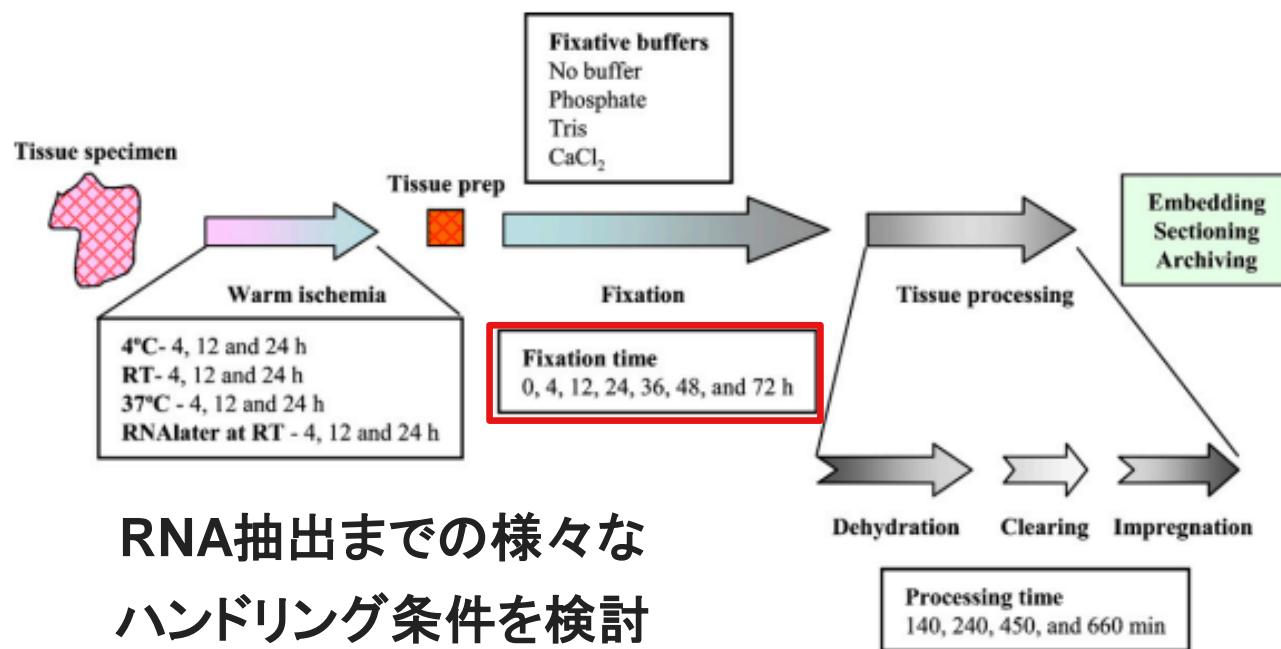 Fixative buffers
No buffer
Phosphate
Tris
CaCl₂
Tissue specimen
Tissue prep
Embedding
Sectioning
Archiving
Warm ischemia
Fixation
Tissue processing
4ºC- 4, 12 and 24 h
RT- 4, 12 and 24 h
37ºC - 4, 12 and 24 h
RNAlater at RT - 4, 12 and 24 h
Fixation time
0, 4, 12, 24, 36, 48, and 72 h
Dehydration
Clearing
Impregnation
Processing time
140, 240, 450, and 660 min
RNA抽出までの様々な
ハンドリング条件を検討